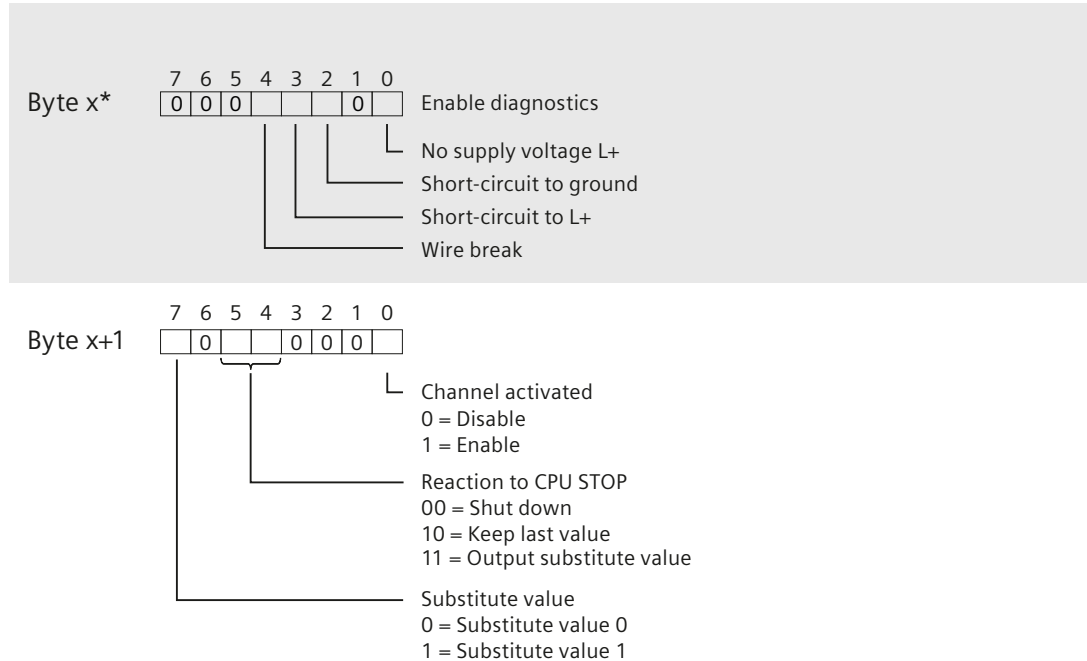 7 6 5 4 3 2 1 0
Byte x* 0 0 0 0 Enable diagnostics
No supply voltage L+
Short-circuit to ground
Short-circuit to L+
Wire break
7 6 5 4 3 2 1 0
Byte x+1 0 0 0 0
Channel activated
0 = Disable
1 = Enable
Reaction to CPU STOP
00 = Shut down
10 = Keep last value
11 = Output substitute value
Substitute value
0 = Substitute value 0
1 = Substitute value 1